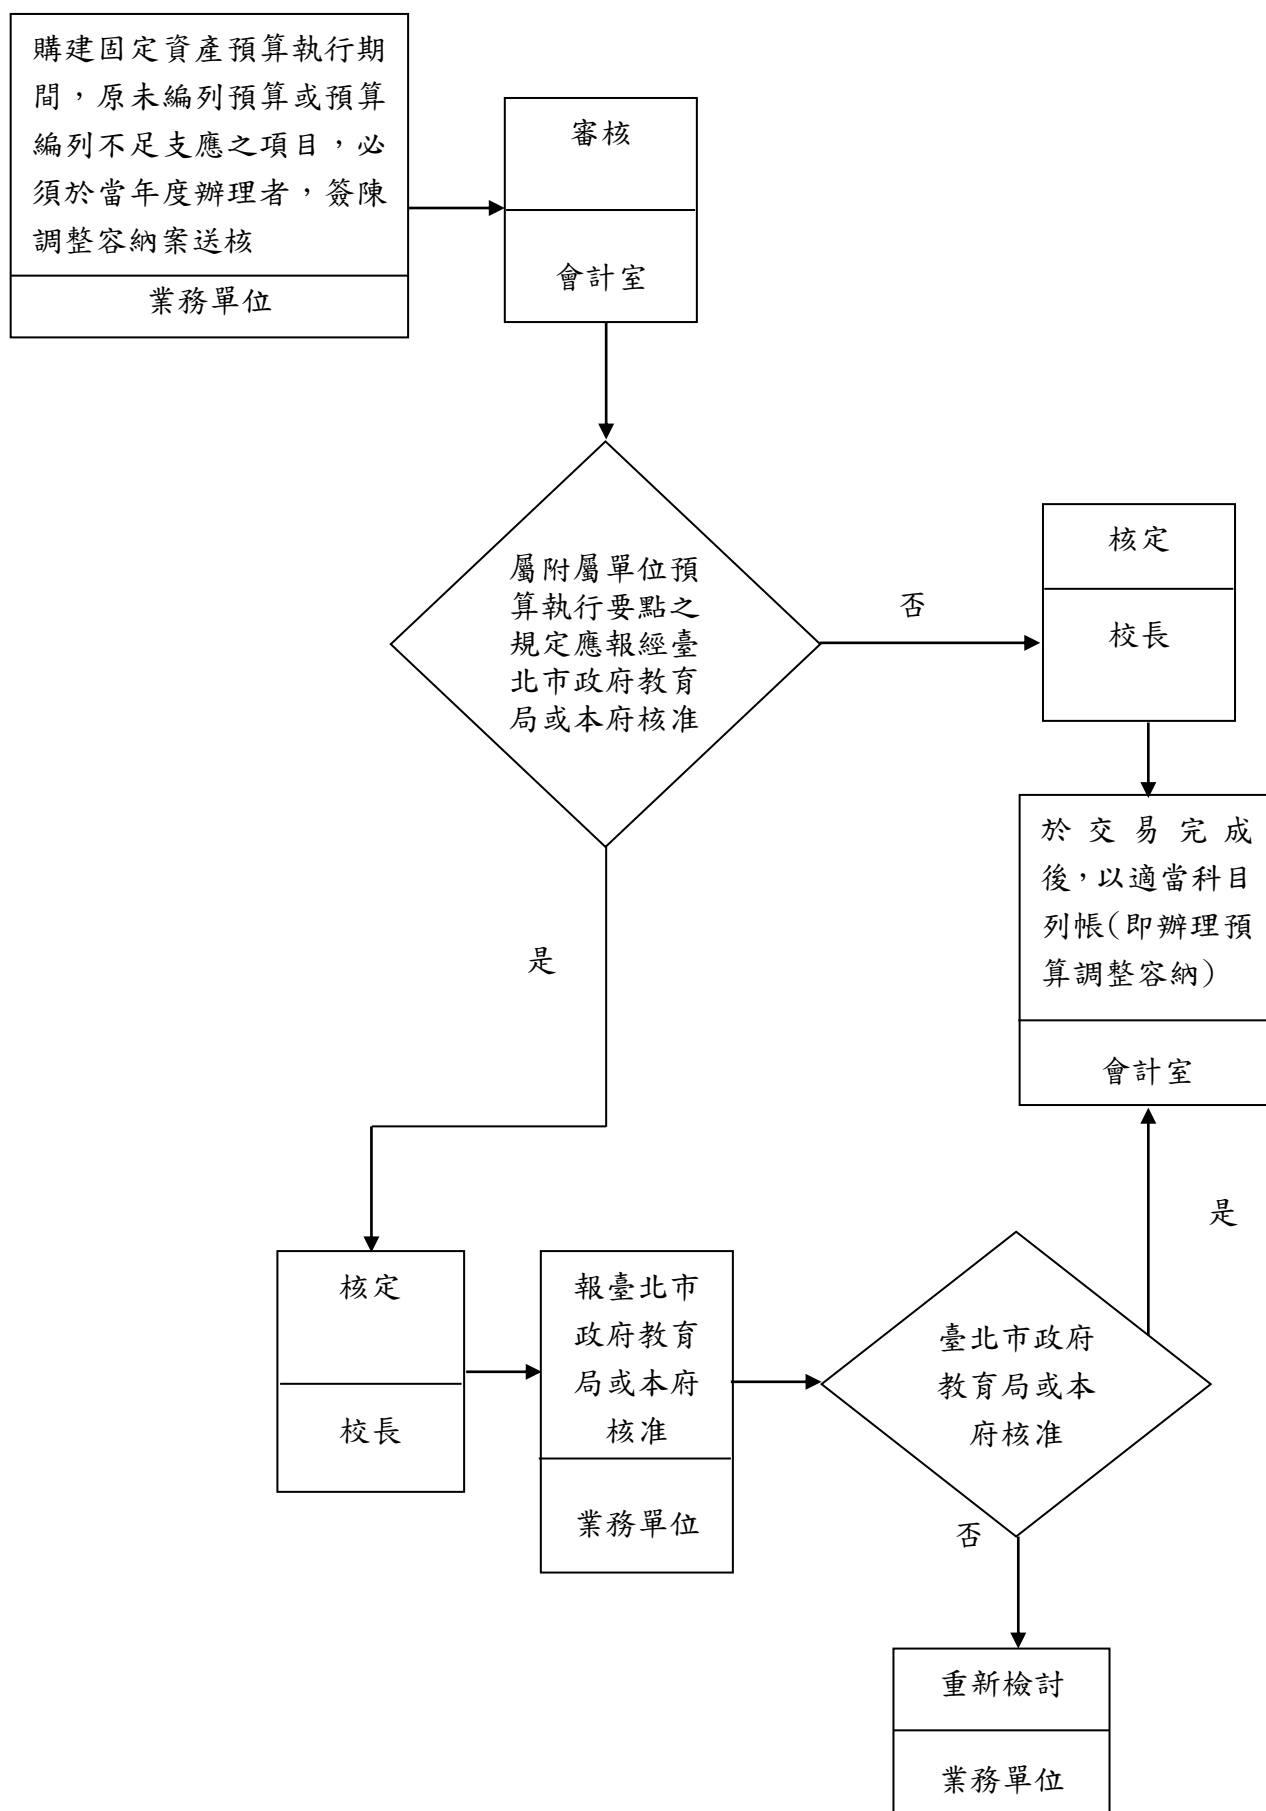 購建固定資產預算執行期
間，原未編列預算或預算
編列不足支應之項目，必
須於當年度辦理者，簽陳
調整容納案送核
業務單位
審核
會計室
屬附屬單位預
算執行要點之
規定應報經臺
北市政府教育
局或本府核准
否
核定
校長
於交易完成
後，以適當科目
列帳(即辦理預
算調整容納)
會計室
是
是
核定
校長
報臺北市
政府教育
局或本府
核准
業務單位
臺北市政府
教育局或本
府核准
否
重新檢討
業務單位